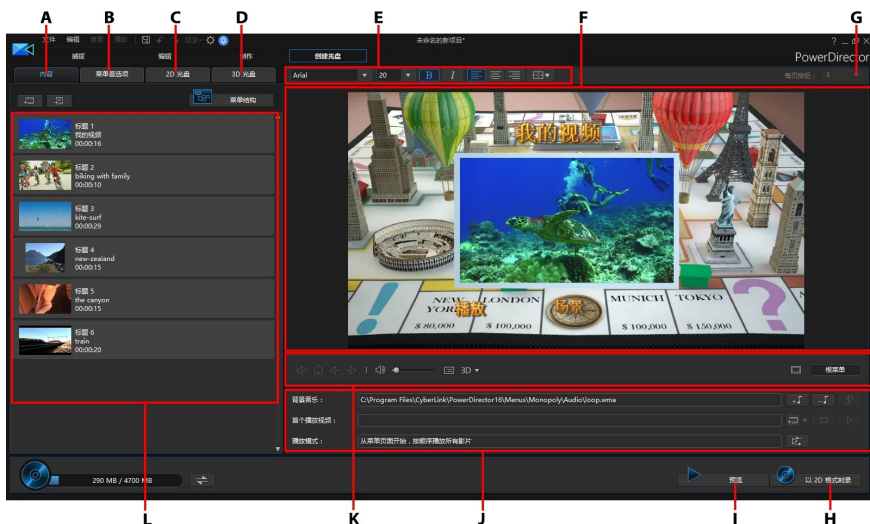 A B C D E F G
文件 编辑 查看 播放 ?
未命名的新项目*
捕捉 编辑 制作 创建光盘 PowerDirector
内容 菜单首选项 2D 光盘 3D 光盘
Arial 20 B I 每页按钮： 3
菜单结构
标题 1
我的视频
00:00:16
标题 2
biking with family
00:00:10
标题 3
kite-surf
00:00:29
标题 4
new-zealand
00:00:15
标题 5
the canyon
00:00:15
标题 6
train
00:00:20
我的视频
NEW YORK
$ 80,000
LONDON
$ 100,000
MUNICH
$ 100,000
TOKYO
$ 150,000
播放 场景
3D 根菜单
背景音乐： C:\Program Files\CyberLink\PowerDirector16\Menus\Monopoly\Audio\loop.wma
首个播放视频：
播放模式： 从菜单页面开始，按顺序播放所有影片
290 MB / 4700 MB
预览 以 2D 格式刻录
L K J I H